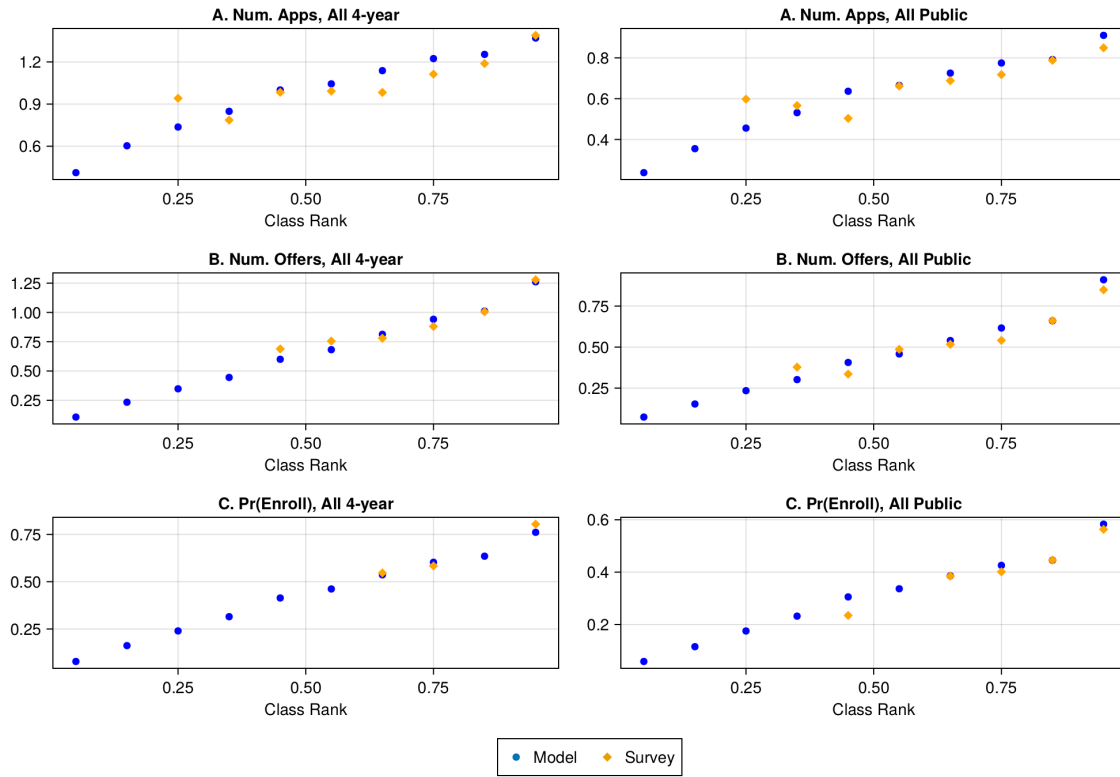 A. Num. Apps, All 4-year
1.2
0.9
0.6
0.25 0.50 0.75
Class Rank
A. Num. Apps, All Public
0.8
0.6
0.4
0.25 0.50 0.75
Class Rank
B. Num. Offers, All 4-year
1.25
1.00
0.75
0.50
0.25
0.25 0.50 0.75
Class Rank
B. Num. Offers, All Public
0.75
0.50
0.25
0.25 0.50 0.75
Class Rank
C. Pr(Enroll), All 4-year
0.75
0.50
0.25
0.25 0.50 0.75
Class Rank
C. Pr(Enroll), All Public
0.6
0.4
0.2
0.25 0.50 0.75
Class Rank
Model Survey